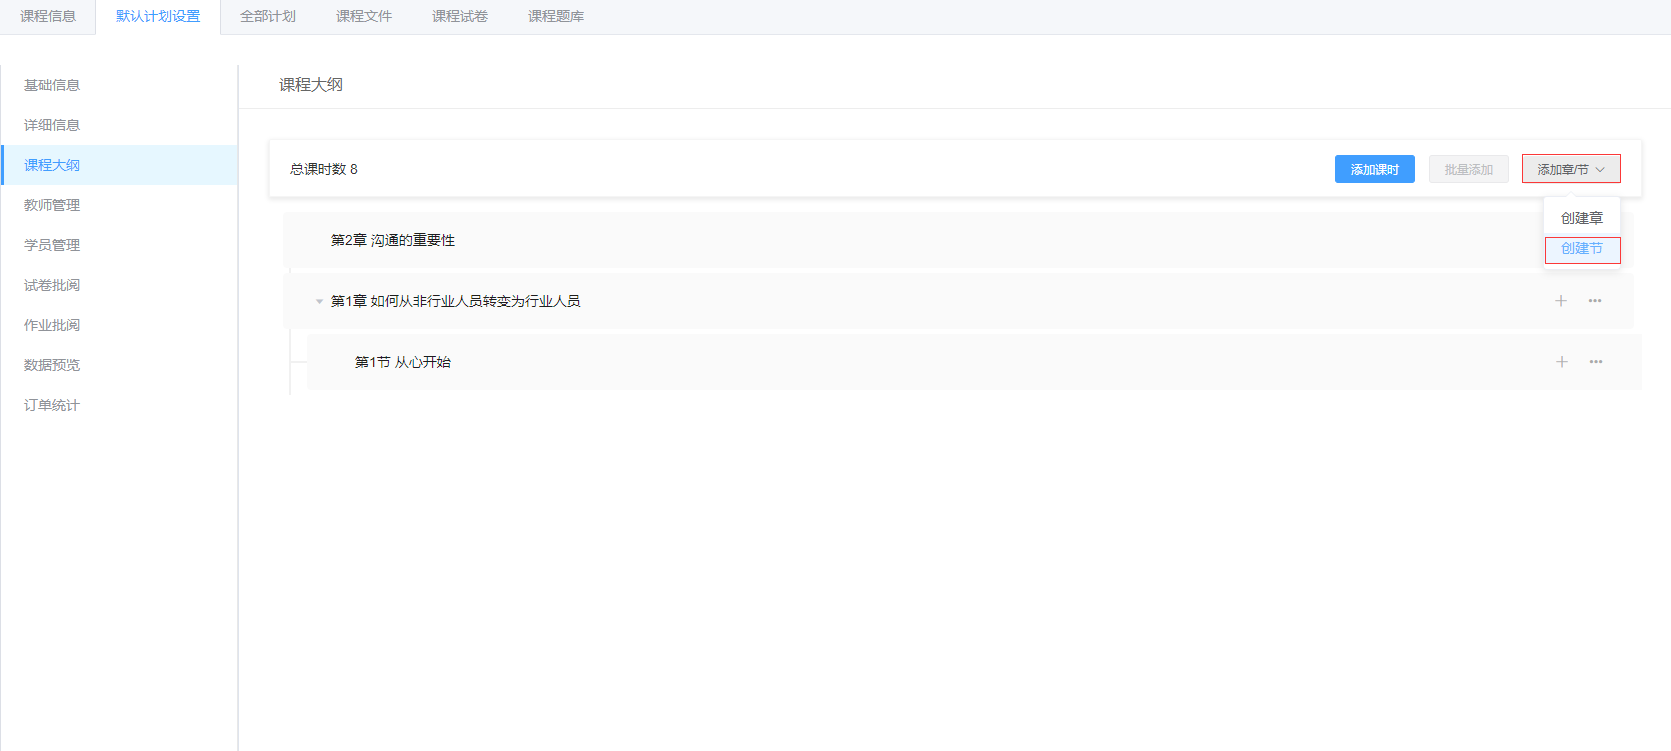 课程信息 默认计划设置 全部计划 课程文件 课程试卷 课程题库
基础信息
详细信息
课程大纲
教师管理
学员管理
试卷批阅
作业批阅
数据预览
订单统计
课程大纲
总课时数 8 添加课时 批量添加 添加章/节
创建章
创建节
第2章 沟通的重要性
第1章 如何从非行业人员转变为行业人员
第1节 从心开始